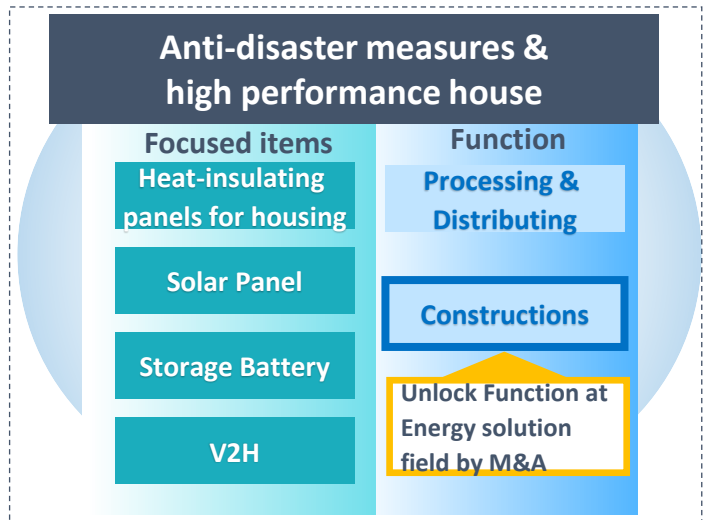 Anti-disaster measures &
high performance house
Focused items
Heat-insulating
panels for housing
Solar Panel
Storage Battery
V2H
Function
Processing &
Distributing
Constructions
Unlock Function at
Energy solution
field by M&A